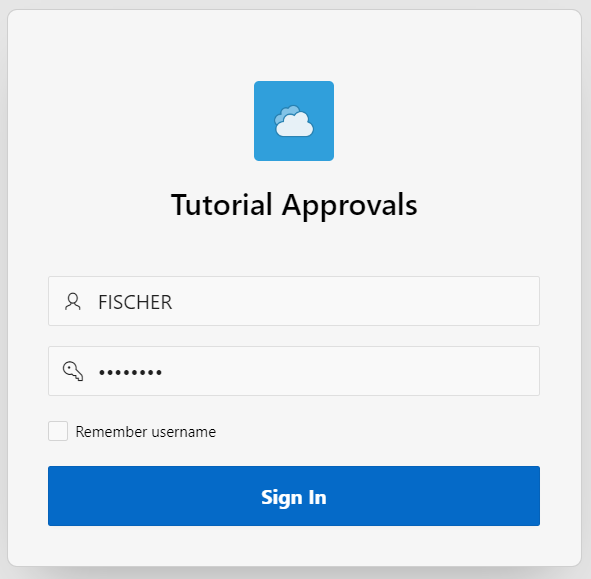 Tutorial Approvals
FISCHER
••••••••
Remember username
Sign In